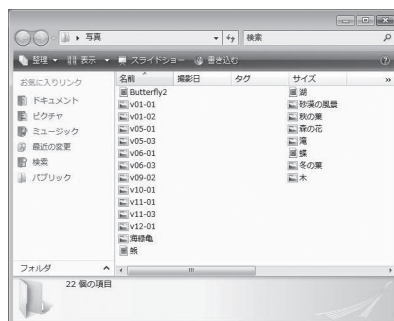 写真
検索
整理 表示 スライドショー 書き込む
お気に入りリンク
ドキュメント
ピクチャ
ミュージック
最近の変更
検索
パブリック
フォルダ
名前 撮影日 タグ サイズ »
Butterfly2
v01-01
v01-02
v05-01
v05-03
v06-01
v06-03
v09-02
v10-01
v11-01
v11-03
v12-01
海緑亀
熊
湖
砂漠の風景
秋の葉
森の花
滝
蝶
冬の葉
木
22 個の項目